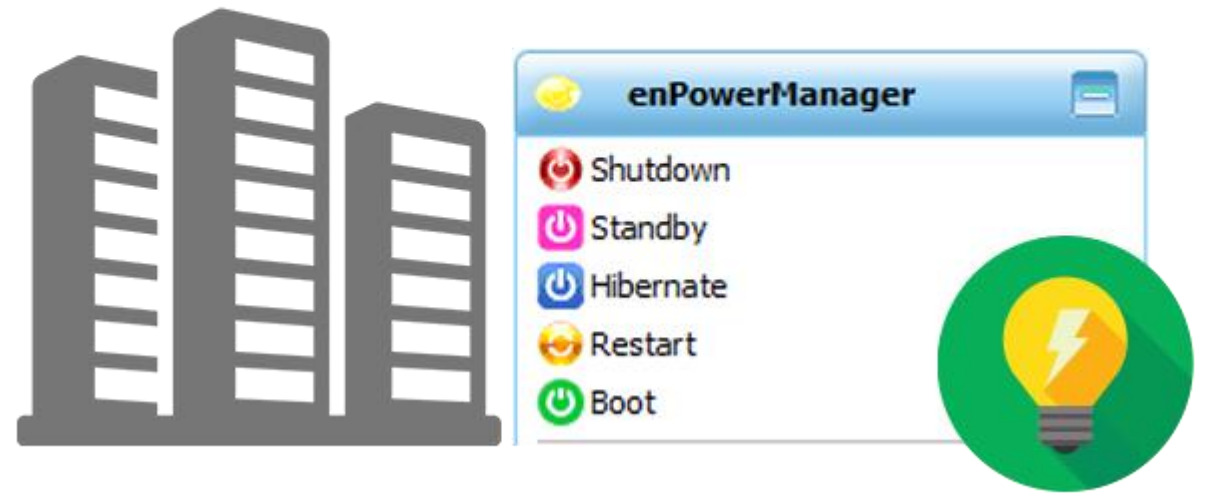 enPowerManager
Shutdown
Standby
Hibernate
Restart
Boot